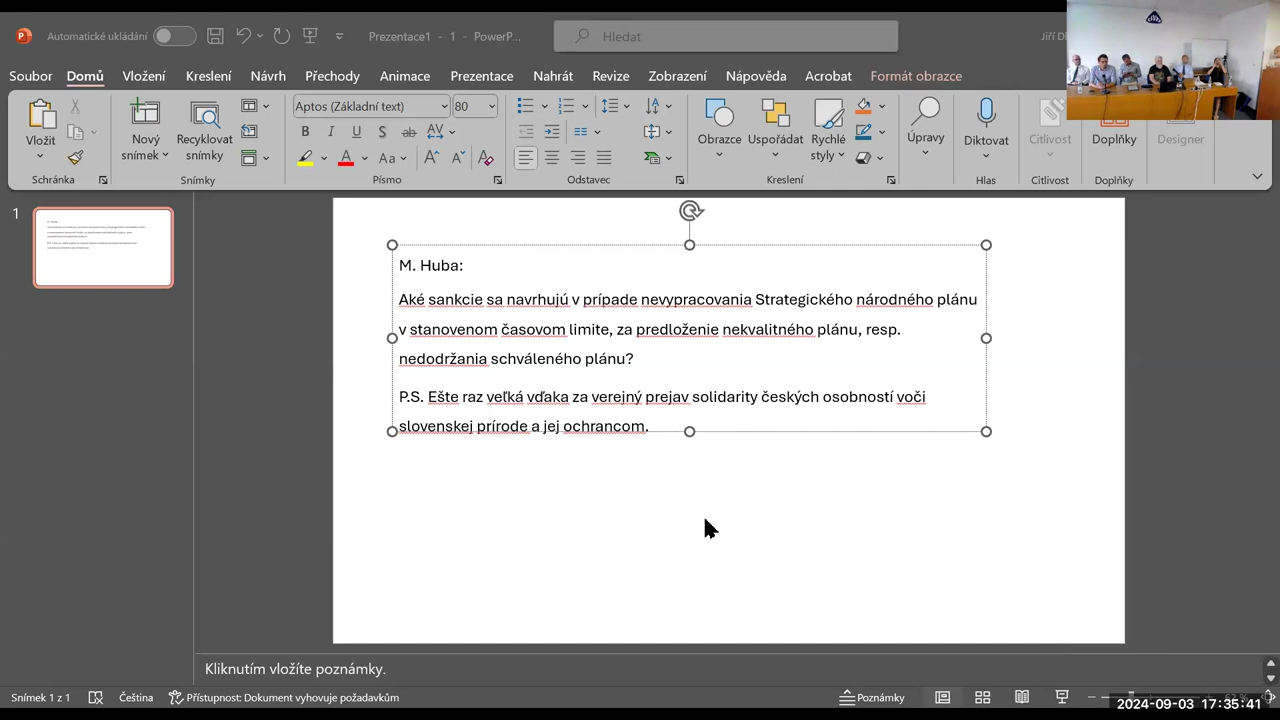 Automatické ukládání
Prezentace1 - 1 - PowerP...
Hledat
Jiří
Soubor Domů Vložení Kreslení Návrh Přechody Animace Prezentace Nahrát Revize Zobrazení Nápověda Acrobat Formát obrazce
Aptos (Základní text) 80
Vložit
Nový snímek
Recyklovat snímky
Obrazce
Uspořádat
Rychlé styly
Úpravy
Diktovat
Citlivost
Doplňky
Designer
Schránka Snímky Písmo Odstavec Kreslení Hlas Citlivost Doplňky
1
M. Huba:
Aké sankcie sa navrhujú v prípade nevypracovania Strategického národného plánu
v stanovenom časovom limite, za predloženie nekvalitného plánu, resp.
nedodržania schváleného plánu?
P.S. Ešte raz veľká vďaka za verejný prejav solidarity českých osobností voči
slovenskej prírode a jej ochrancom.
Kliknutím vložíte poznámky.
Snímek 1 z 1 Čeština Přístupnost: Dokument vyhovuje požadavkům Poznámky
2024-09-03 17:35:41